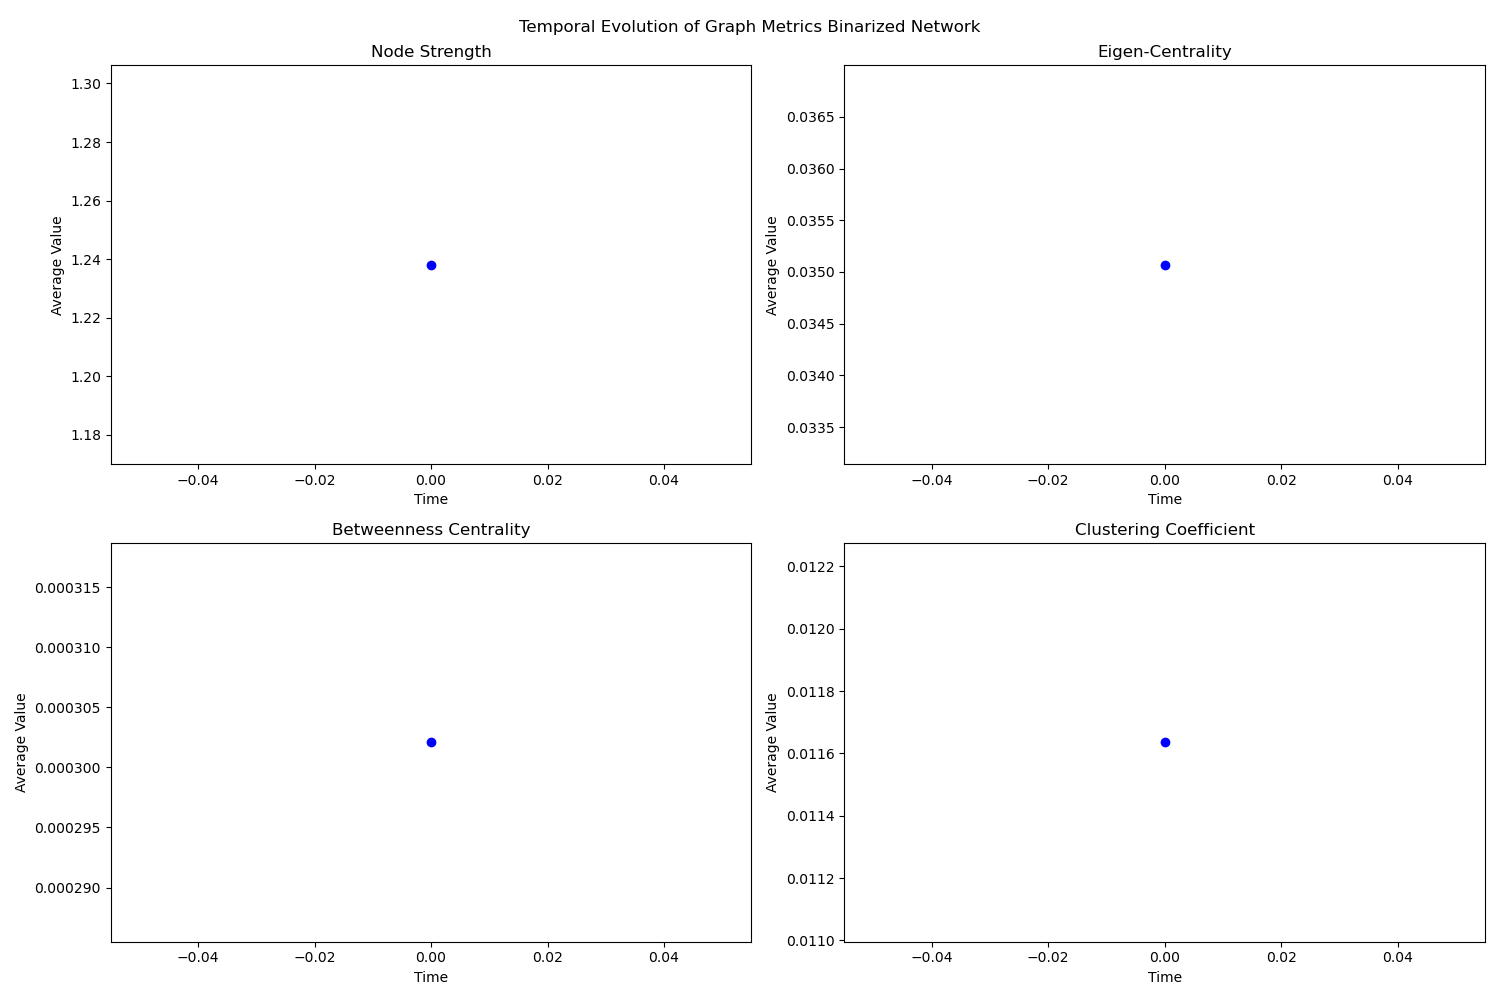 Temporal Evolution of Graph Metrics Binarized Network
Node Strength
1.30
1.28
1.26
1.24
1.22
1.20
1.18
Average Value
−0.04 −0.02 0.00 0.02 0.04
Time
Eigen-Centrality
0.0365
0.0360
0.0355
0.0350
0.0345
0.0340
0.0335
Average Value
−0.04 −0.02 0.00 0.02 0.04
Time
Betweenness Centrality
0.000315
0.000310
0.000305
0.000300
0.000295
0.000290
Average Value
−0.04 −0.02 0.00 0.02 0.04
Time
Clustering Coefficient
0.0122
0.0120
0.0118
0.0116
0.0114
0.0112
0.0110
Average Value
−0.04 −0.02 0.00 0.02 0.04
Time